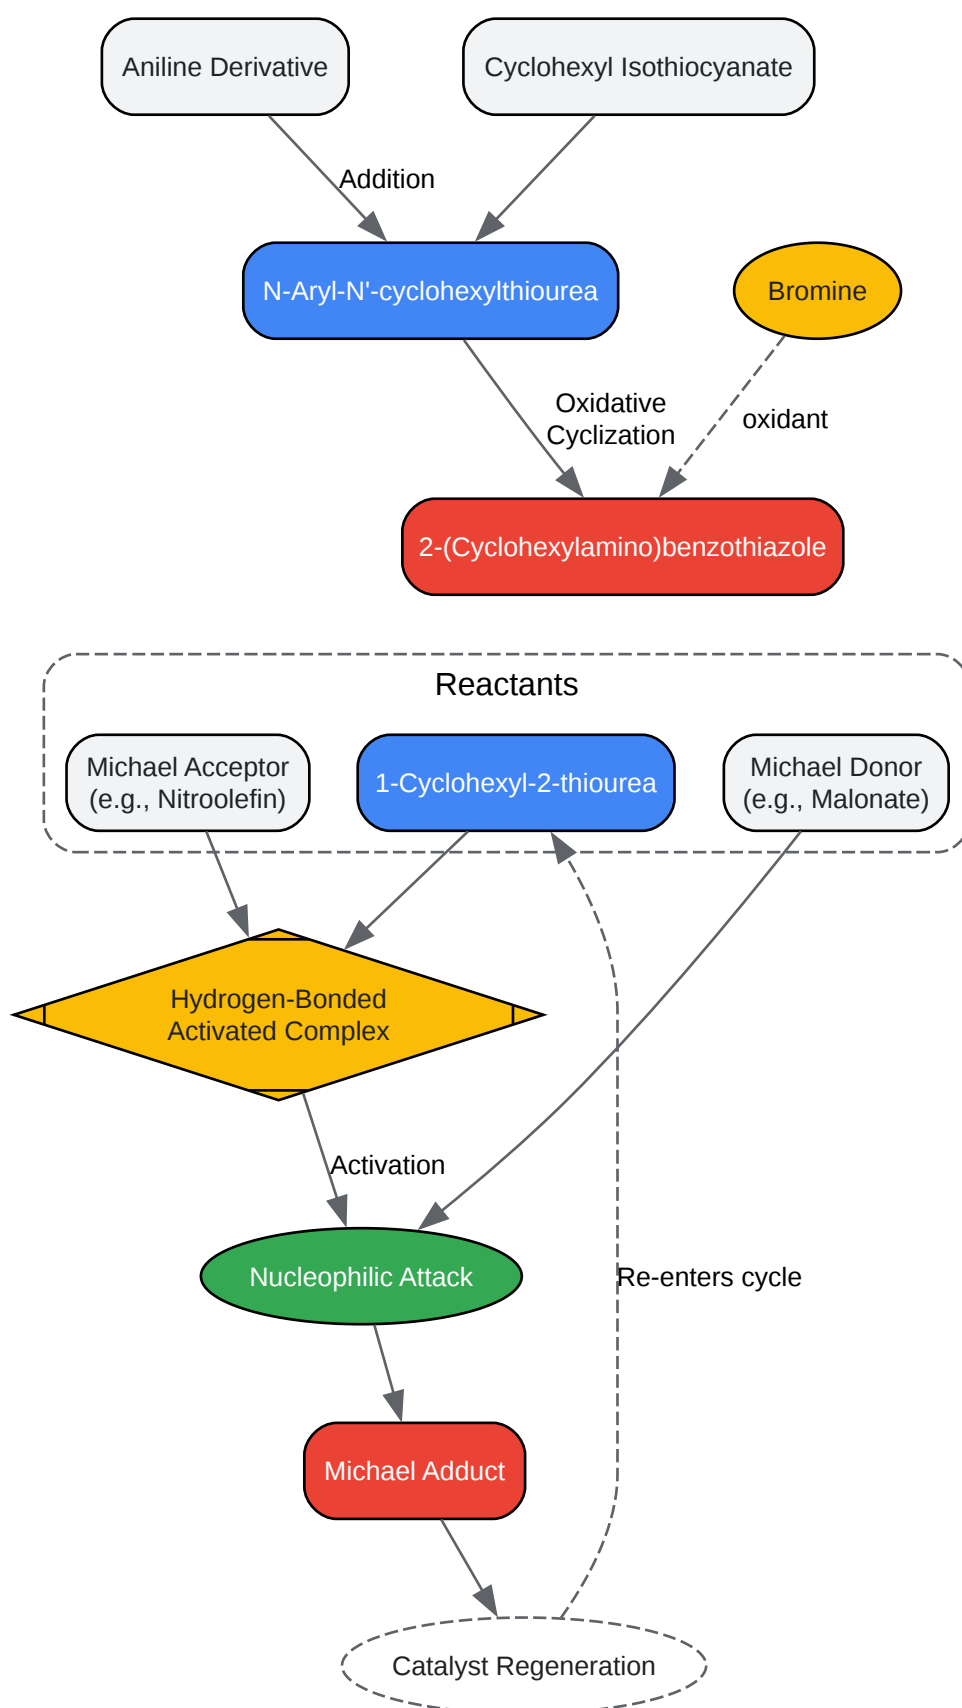 Aniline Derivative
Cyclohexyl Isothiocyanate
Addition
N-Aryl-N'-cyclohexylthiourea
Bromine
Oxidative
Cyclization
oxidant
2-(Cyclohexylamino)benzothiazole
Reactants
Michael Acceptor
(e.g., Nitroolefin)
1-Cyclohexyl-2-thiourea
Michael Donor
(e.g., Malonate)
Hydrogen-Bonded
Activated Complex
Activation
Nucleophilic Attack
Re-enters cycle
Michael Adduct
Catalyst Regeneration